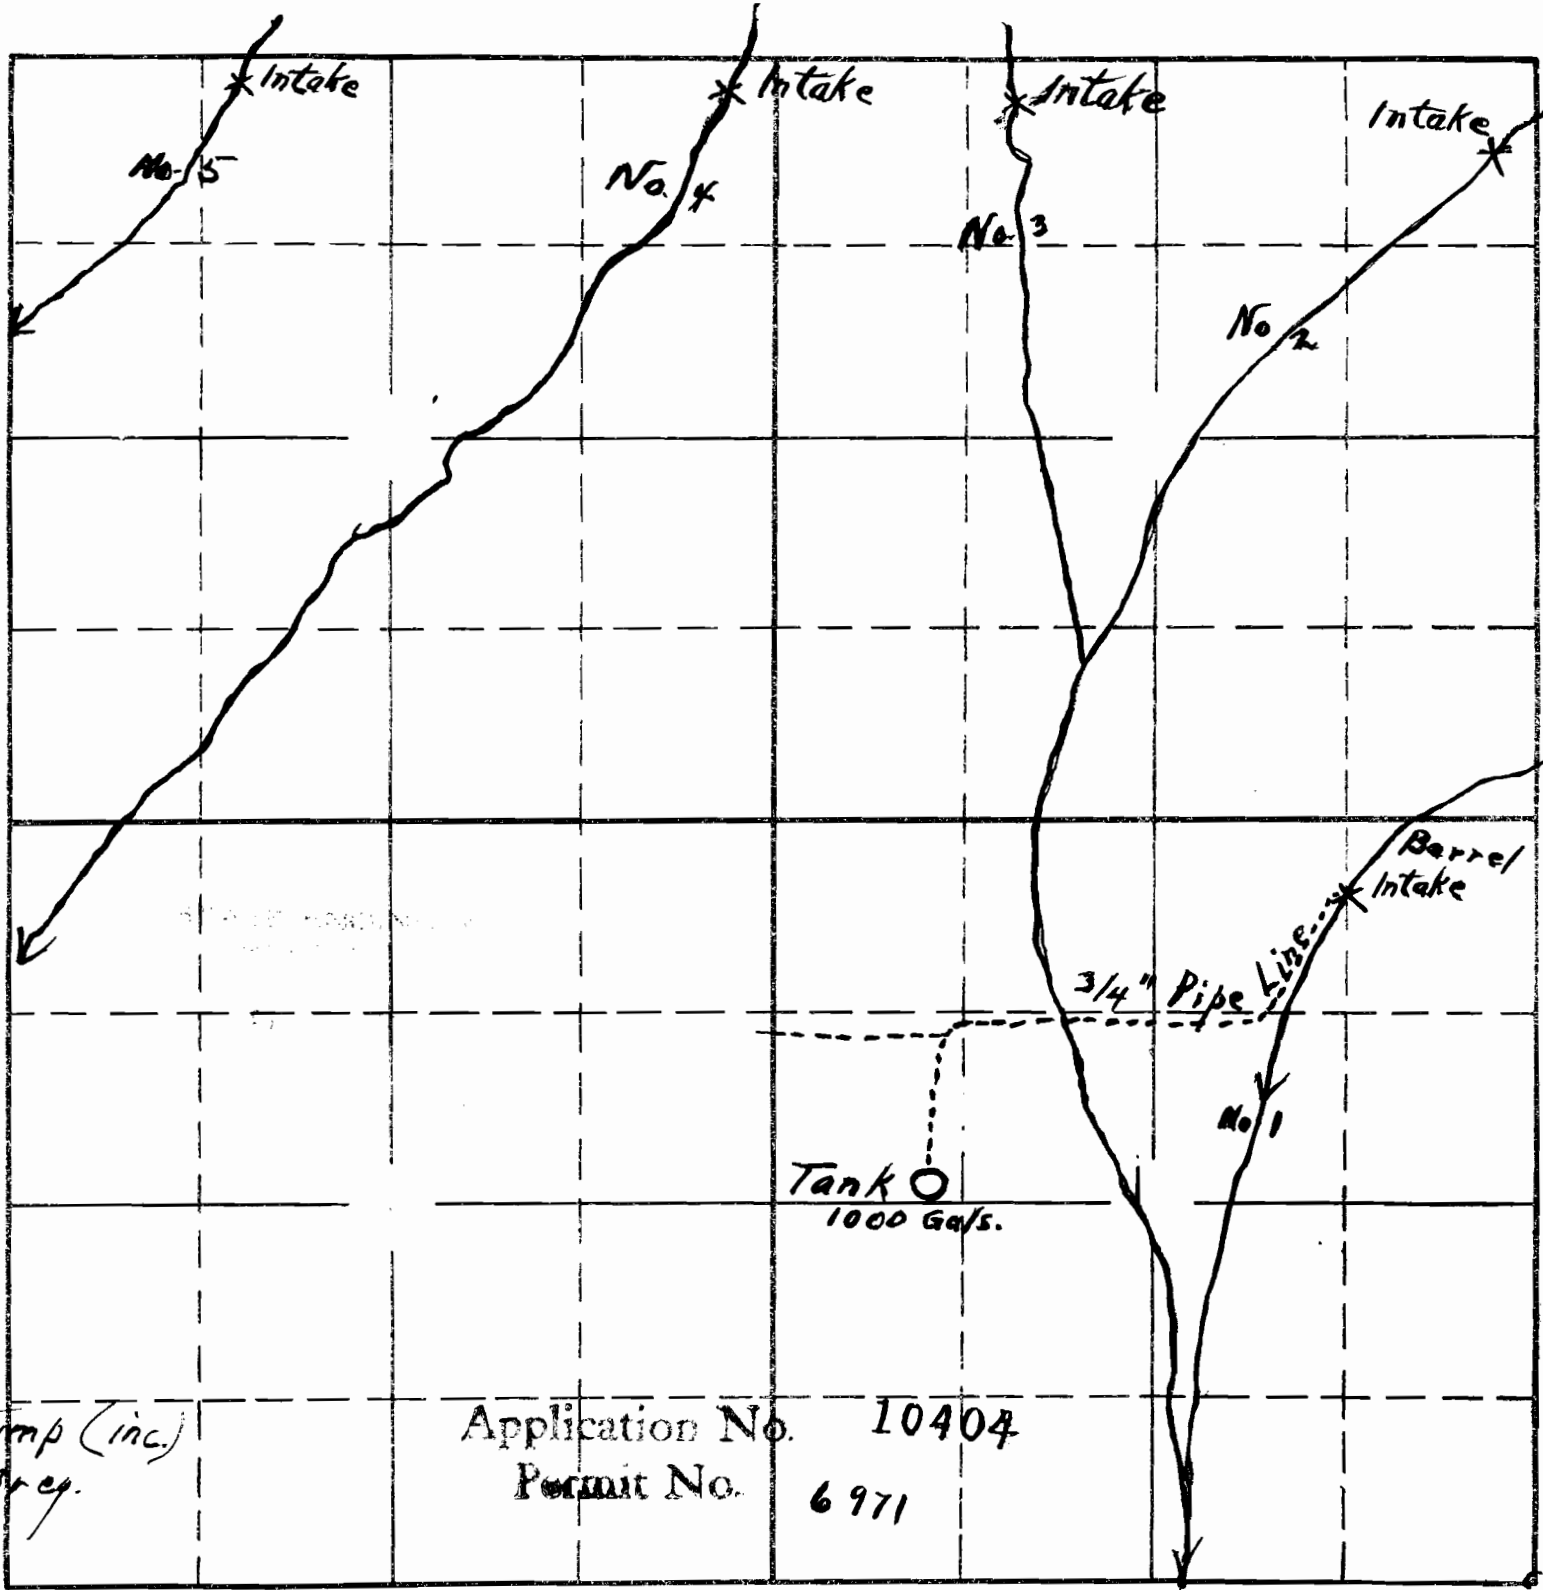 Intake
Intake
Intake
Intake
No. 5
No. 4
No. 3
No 2
Barrel
Intake
3/4" Pipe Line
No. 1
Tank
1000 Gals.
mp (inc.)
Application No. 10404
Permit No. 6971